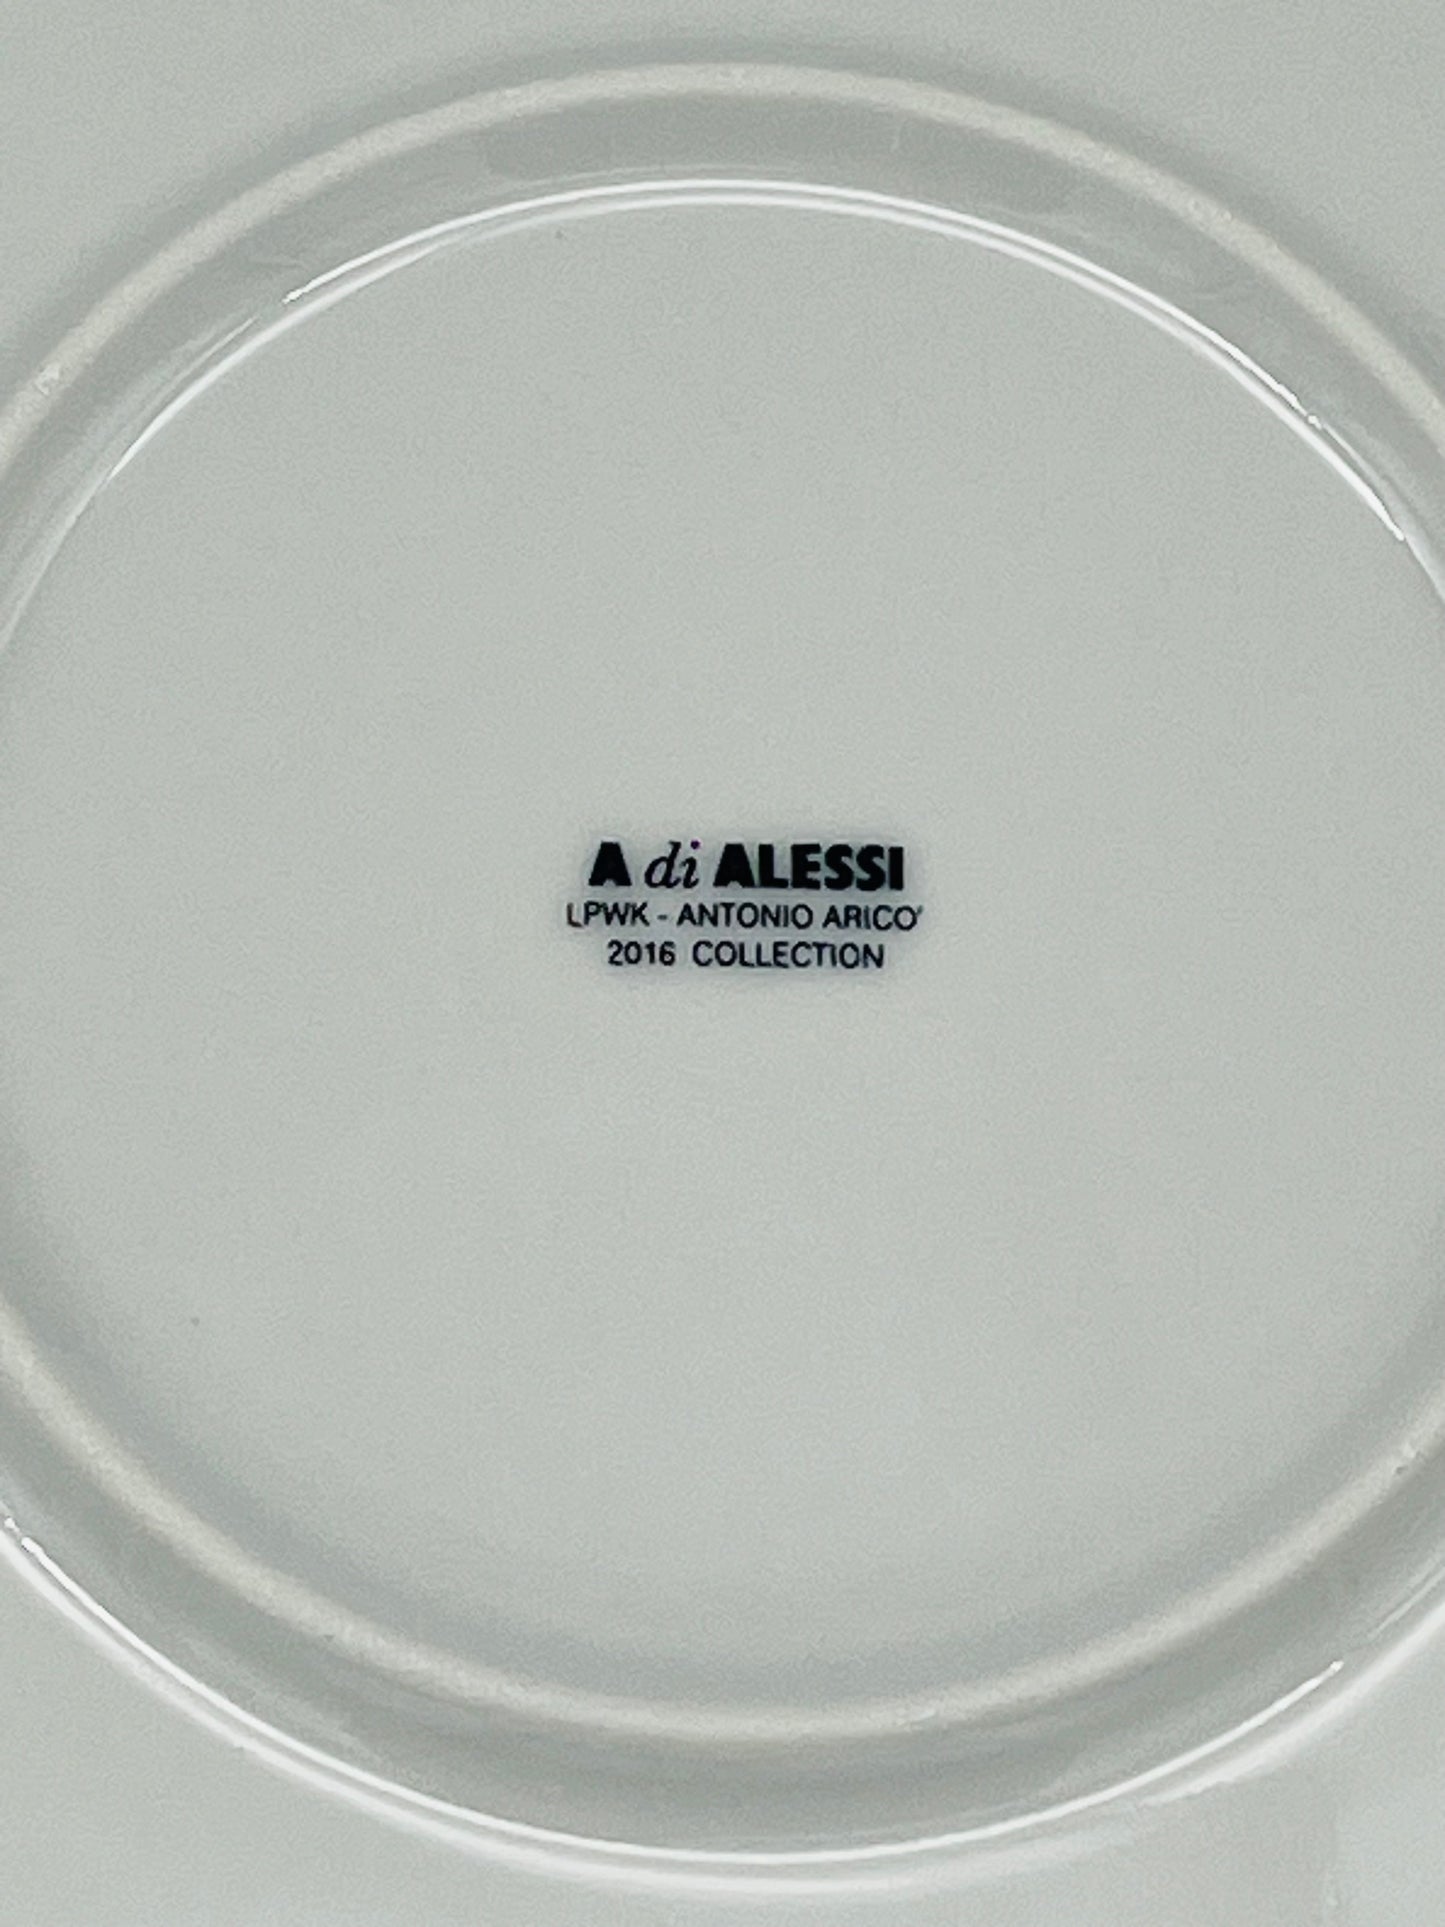 A di ALESSI
LPWK - ANTONIO ARICO'
2016 COLLECTION